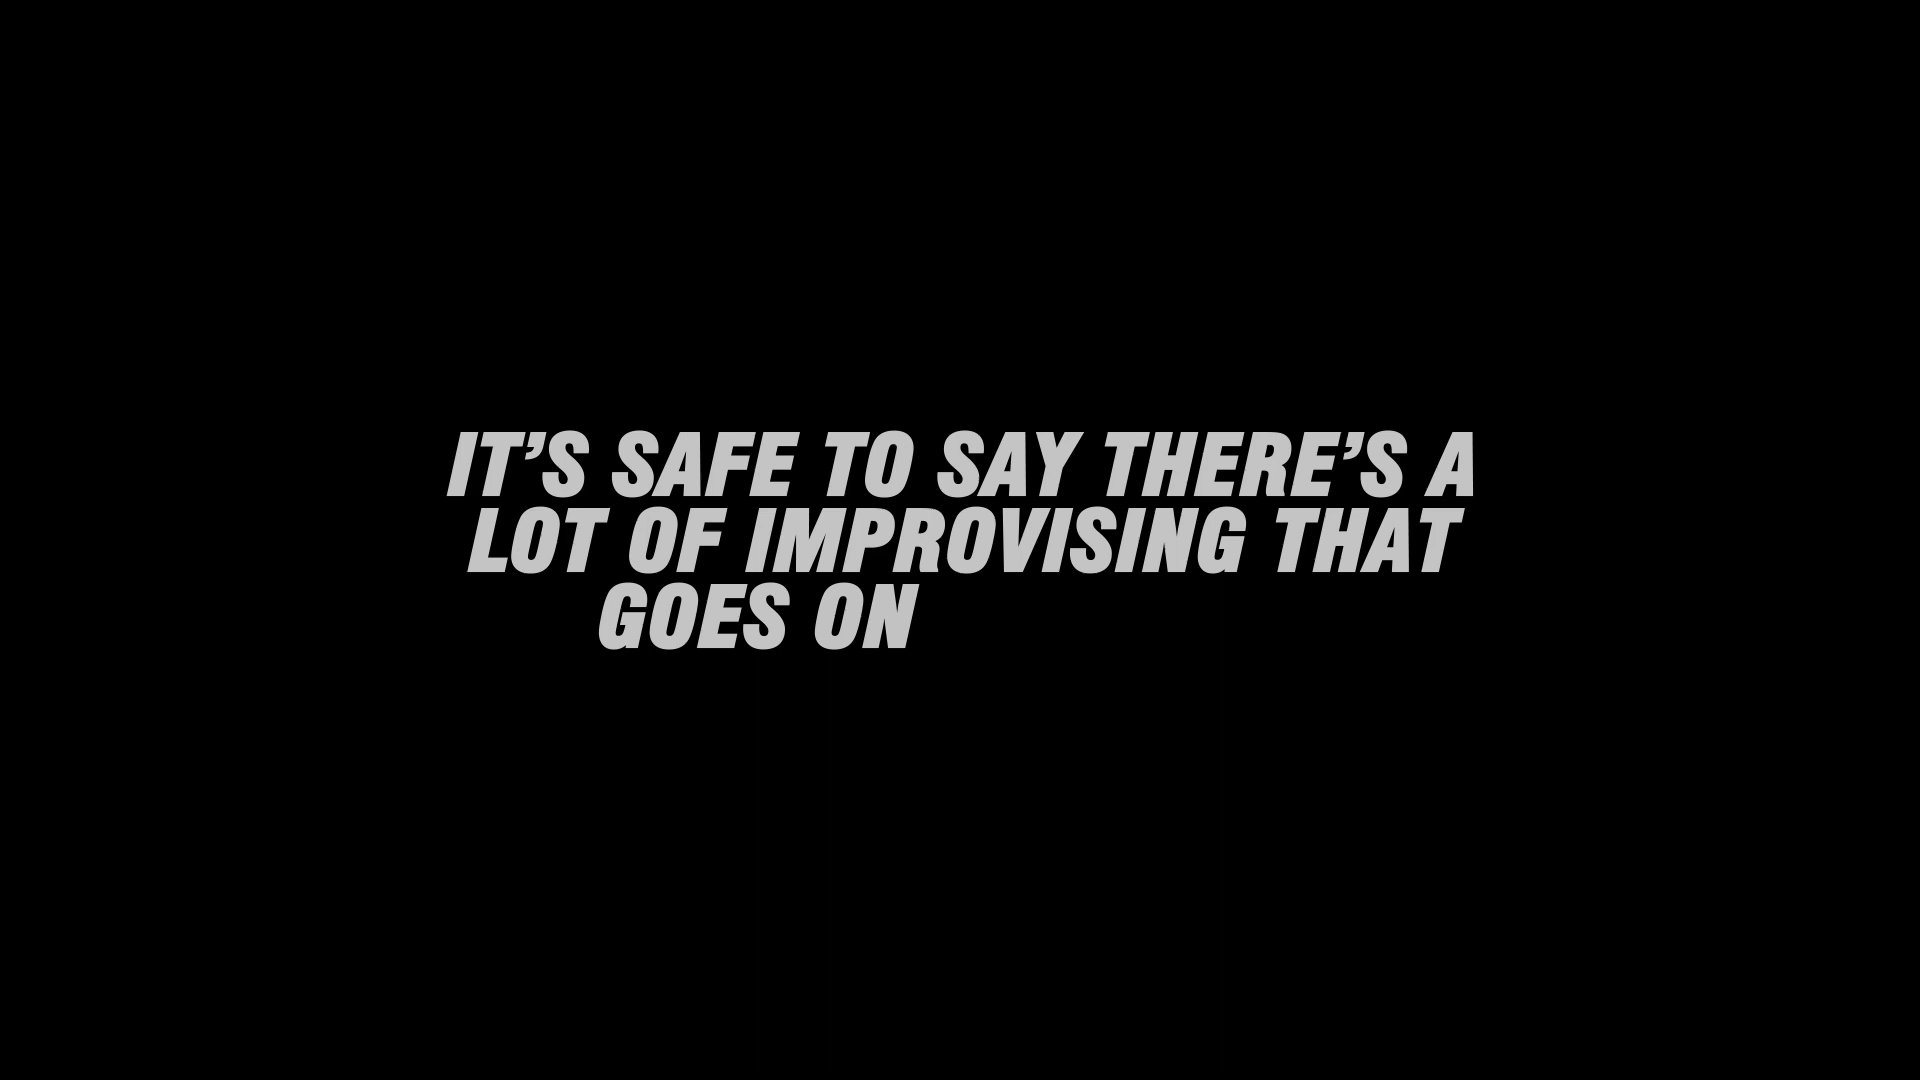 IT’S SAFE TO SAY THERE’S A
LOT OF IMPROVISING THAT
GOES ON